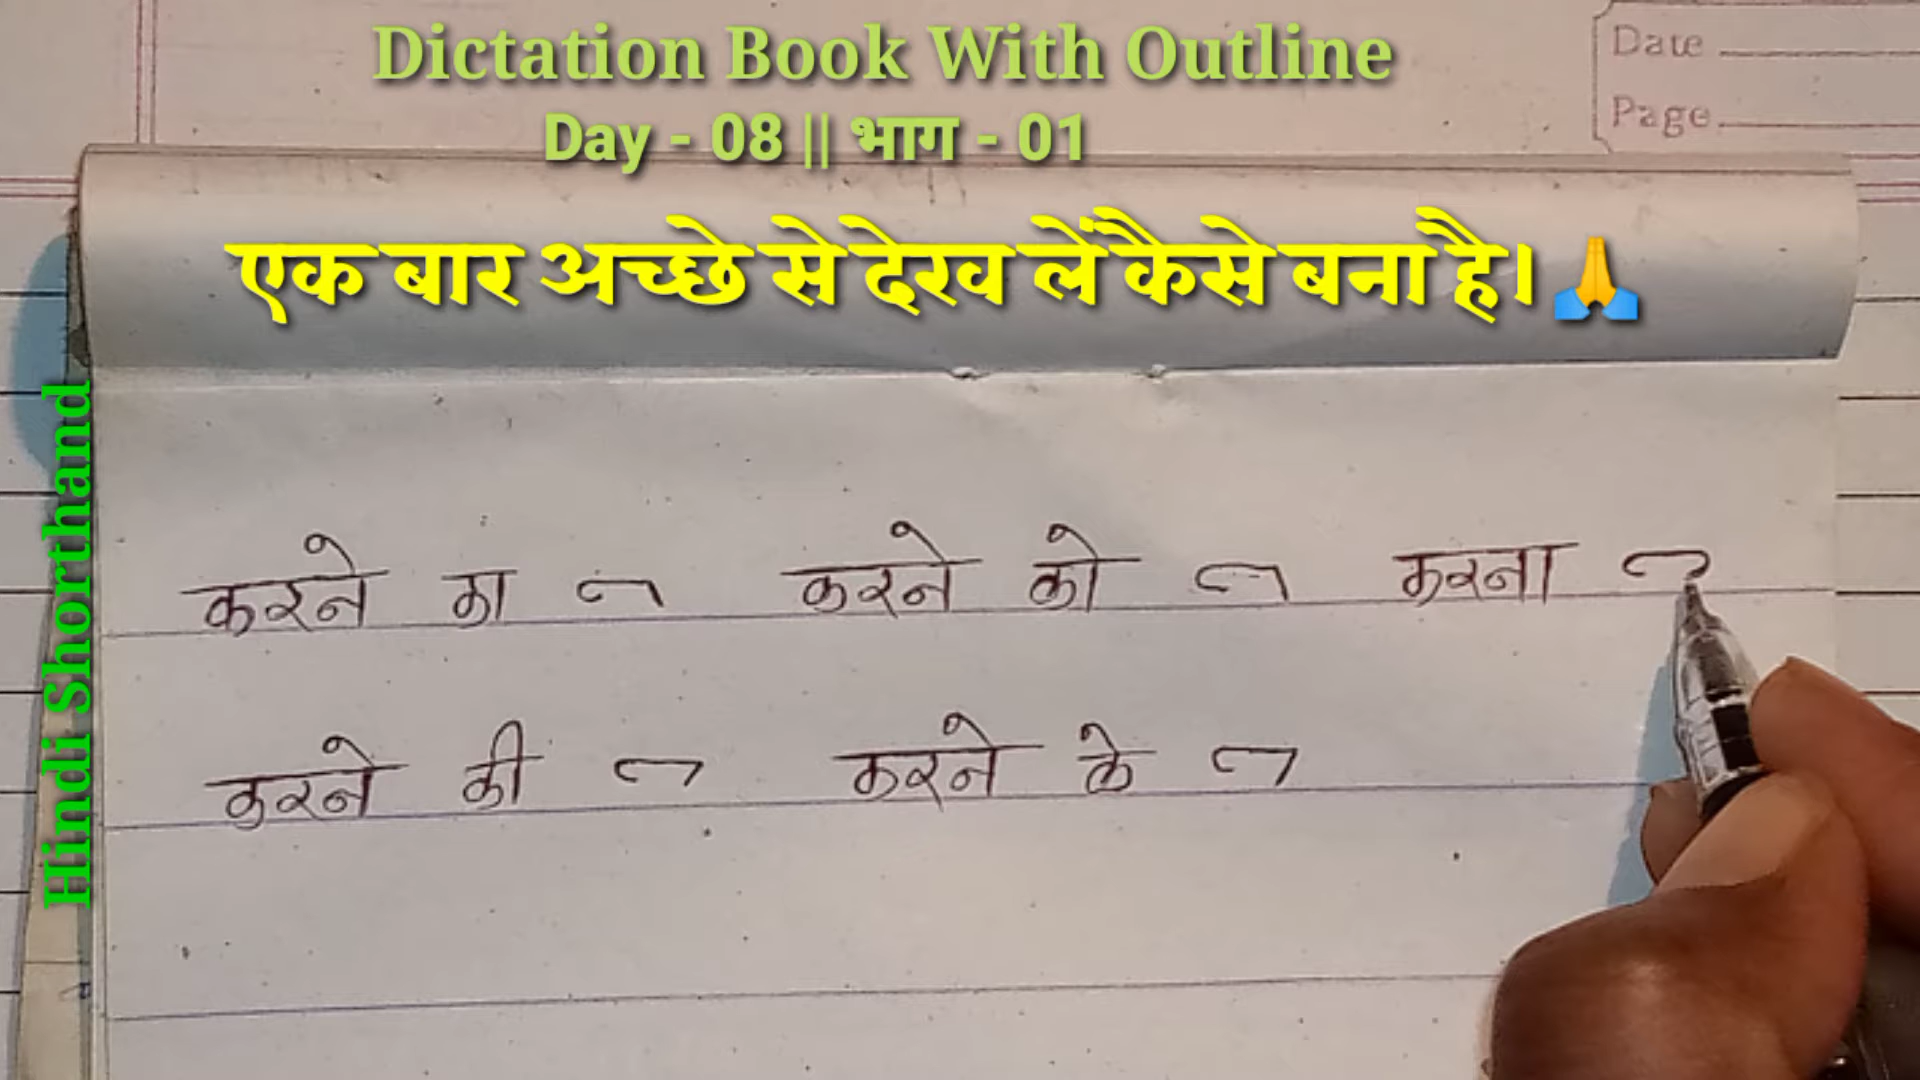 Dictation Book With Outline
Day - 08 || भाग - 01
Date
Page
एक बार अच्छे से देख लें कैसे बना है। 🙏
Hindi Shorthand
करने का करने को करना
करने की करने के